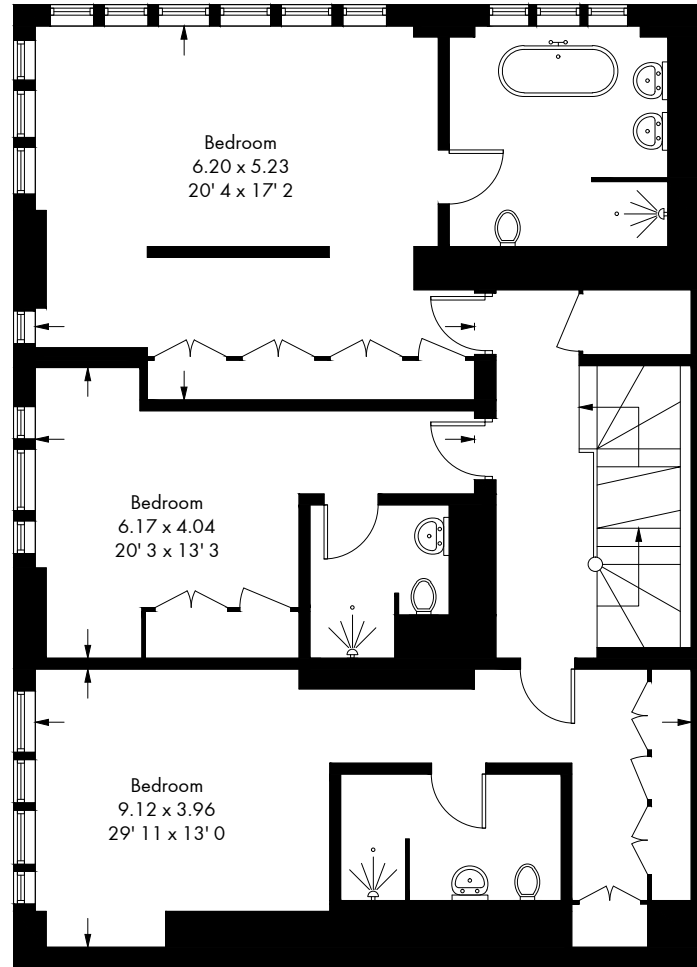 Bedroom
6.20 x 5.23
20' 4 x 17' 2
Bedroom
6.17 x 4.04
20' 3 x 13' 3
Bedroom
9.12 x 3.96
29' 11 x 13' 0